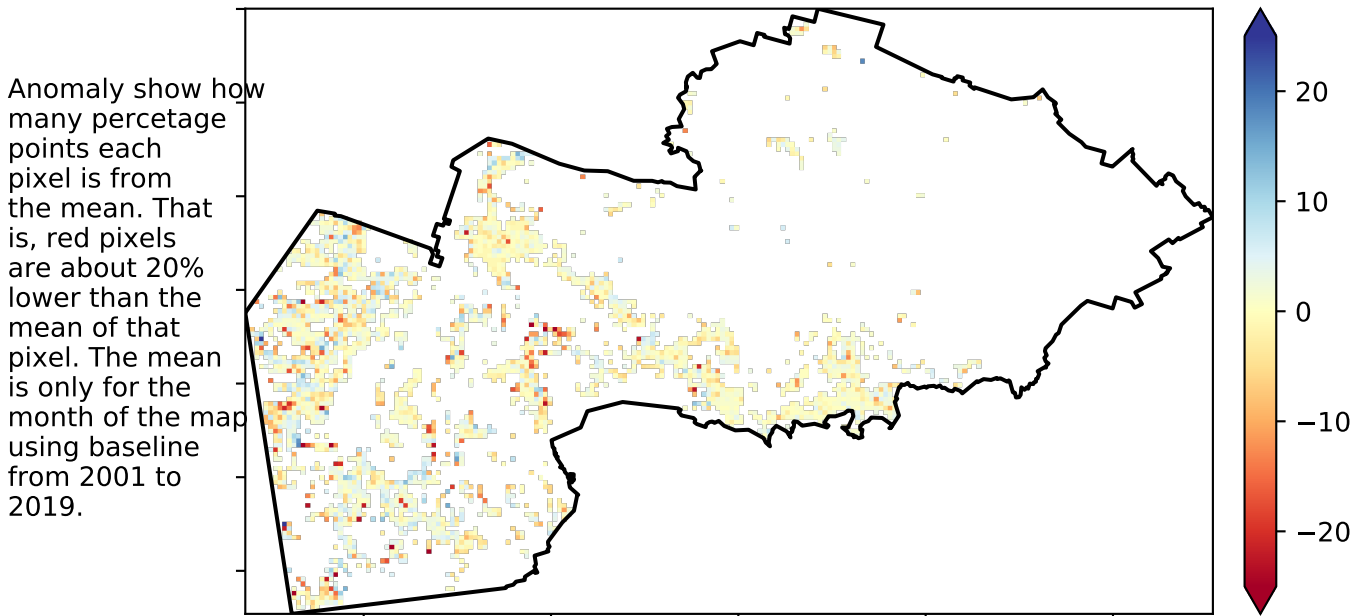 Anomaly show how
many percetage
points each
pixel is from
the mean. That
is, red pixels
are about 20%
lower than the
mean of that
pixel. The mean
is only for the
month of the map
using baseline
from 2001 to
2019.
20
10
0
−10
−20